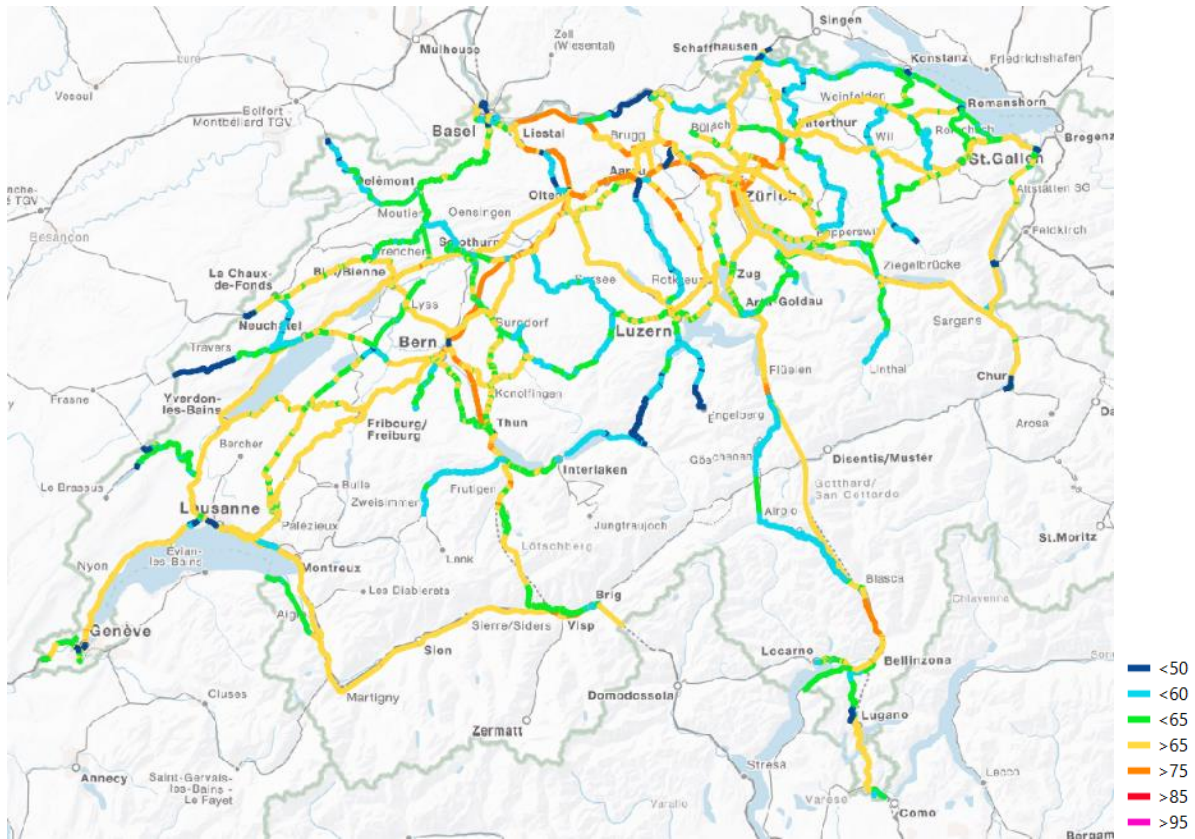 Singen
Mulhouse
Zell
(Wiesental)
Schaffhausen
Konstanz
Friedrichshafen
Vesoul
Belfort
Montbéliard TGV
Weinfelden
Romanshorn
Basel
Liestal
Brugg
Bülach
Wil
Rorschach
Bregenz
St.Gallen
Delémont
Aarau
Altstätten SG
Olten
Zürich
Moutier
Oensingen
Besançon
Solothurn
Feldkirch
Grenchen
Biel/Bienne
Ziegelbrücke
La Chaux-
de-Fonds
Sursee
Rotkreuz
Zug
Lyss
Arth-Goldau
Neuchâtel
Burgdorf
Luzern
Sargans
Bern
Travers
Flüelen
Linthal
Frasne
Chur
Yverdon-
les-Bains
Konolfingen
Engelberg
Fribourg/
Freiburg
Thun
Arosa
Bercher
Interlaken
Disentis/Muster
Le Brassus
Bulle
Zweisimmen
Frutigen
Gotthard/
San Gottardo
Lausanne
Palézieux
Airolo
Jungfraujoch
St.Moritz
Evian-
les-Bains
Lenk
Lötschberg
Nyon
Montreux
Biasca
Les Diablerets
Chiavenna
Brig
Aigle
Genève
Sierre/Siders
Visp
Sion
Locarno
Bellinzona
<50
<60
Cluses
Martigny
Domodossola
<65
Lugano
Zermatt
>65
Annecy
Saint-Gervais-
les-Bains -
Le Fayet
Stresa
>75
Lecco
Varallo
Varese
Como
>85
>95